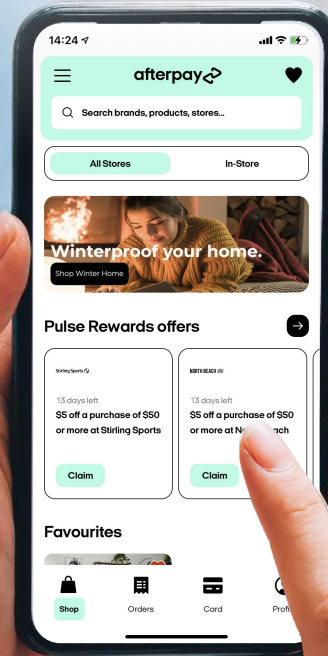 14:24
afterpay
Search brands, products, stores...
All Stores
In-Store
Winterproof your home.
Shop Winter Home
Pulse Rewards offers
Stirling Sports
13 days left
$5 off a purchase of $50
or more at Stirling Sports
Claim
NORTH BEACH
13 days left
$5 off a purchase of $50
or more at
Claim
Favourites
Shop
Orders
Card